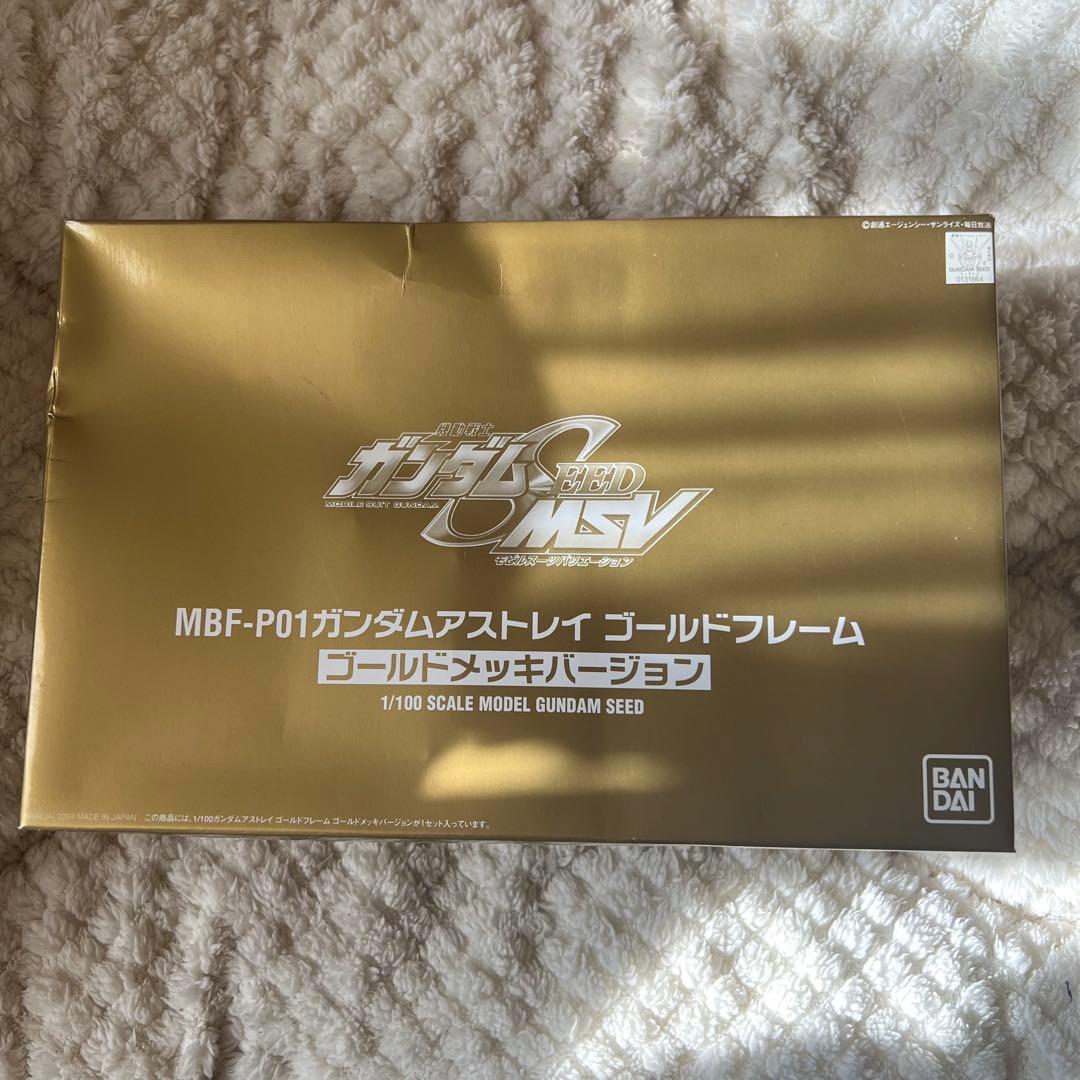 ©創通エージェンシー・サンライズ・毎日放送
GUNDAM SEED
0131664
機動戦士
ガンダムSEED
MOBILE SUIT GUNDAM
MSV
モビルスーツバリエーション
MBF-P01ガンダムアストレイ ゴールドフレーム
ゴールドメッキバージョン
1/100 SCALE MODEL GUNDAM SEED
BAN
DAI
BANDAI 2004 MADE IN JAPAN この商品には、1/100ガンダムアストレイ ゴールドフレーム ゴールドメッキバージョンが1セット入っています。